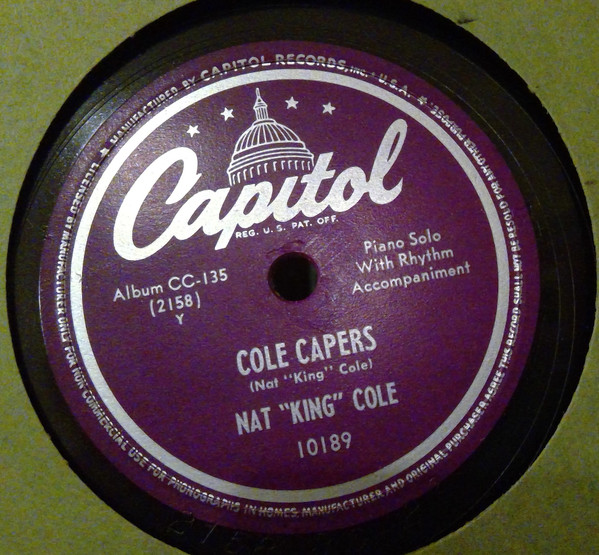 MANUFACTURED BY CAPITOL RECORDS, INC. • U.S.A. ★
LICENSED BY MANUFACTURER ONLY FOR NON COMMERCIAL USE FOR PHONOGRAPHS IN HOMES. MANUFACTURER AND ORIGINAL PURCHASER AGREE THIS RECORD SHALL NOT BE RESOLD FOR ANY OTHER PURPOSE. ★
Capitol
REG. U. S. PAT. OFF.
Album CC-135
(2158)
Y
Piano Solo
With Rhythm
Accompaniment
COLE CAPERS
(Nat "King" Cole)
NAT "KING" COLE
10189